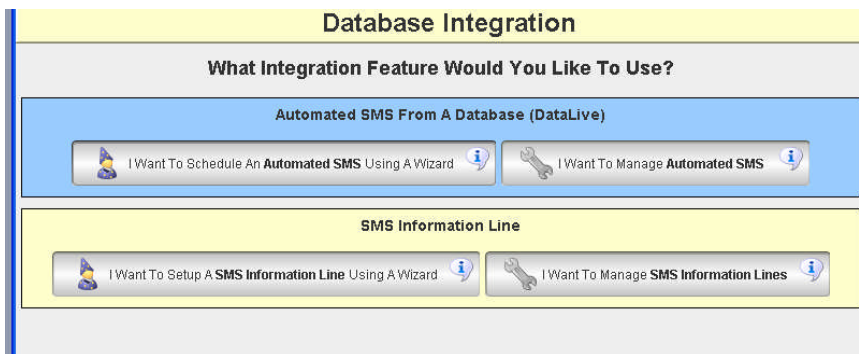 Database Integration
What Integration Feature Would You Like To Use?
Automated SMS From A Database (DataLive)
I Want To Schedule An Automated SMS Using A Wizard
I Want To Manage Automated SMS
SMS Information Line
I Want To Setup A SMS Information Line Using A Wizard
I Want To Manage SMS Information Lines